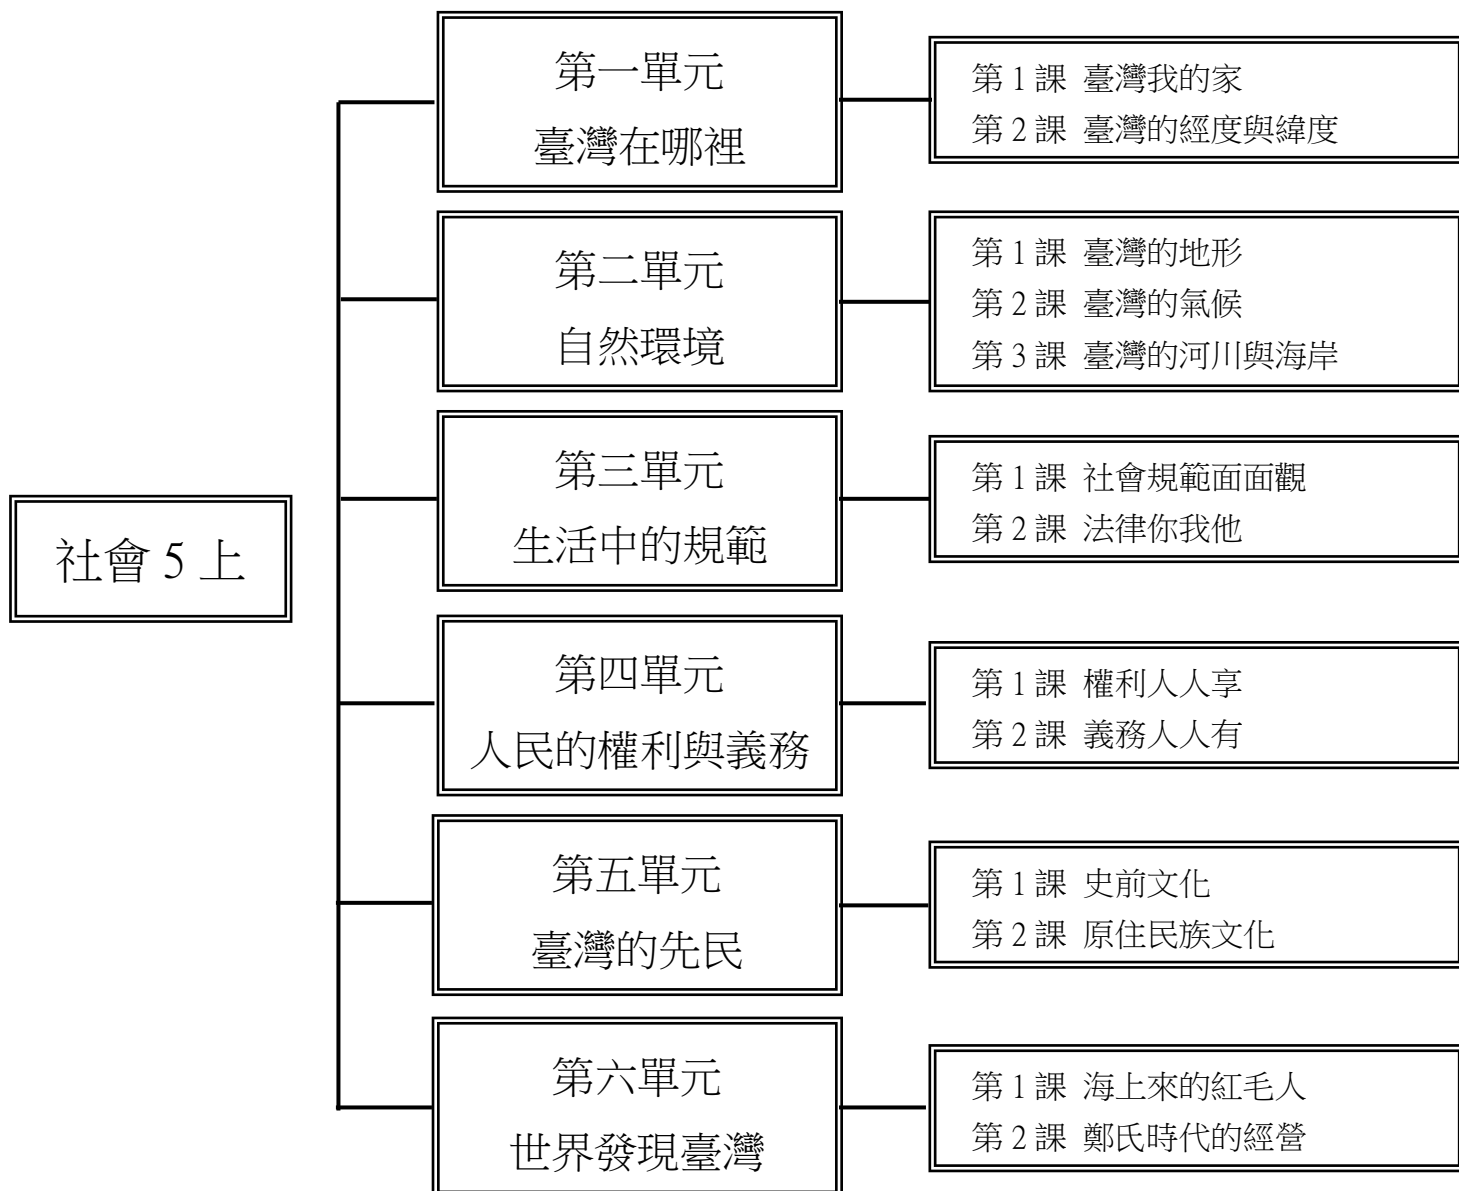 社會 5 上
第一單元
臺灣在哪裡
第 1 課 臺灣我的家
第 2 課 臺灣的經度與緯度
第二單元
自然環境
第 1 課 臺灣的地形
第 2 課 臺灣的氣候
第 3 課 臺灣的河川與海岸
第三單元
生活中的規範
第 1 課 社會規範面面觀
第 2 課 法律你我他
第四單元
人民的權利與義務
第 1 課 權利人人享
第 2 課 義務人人有
第五單元
臺灣的先民
第 1 課 史前文化
第 2 課 原住民族文化
第六單元
世界發現臺灣
第 1 課 海上來的紅毛人
第 2 課 鄭氏時代的經營